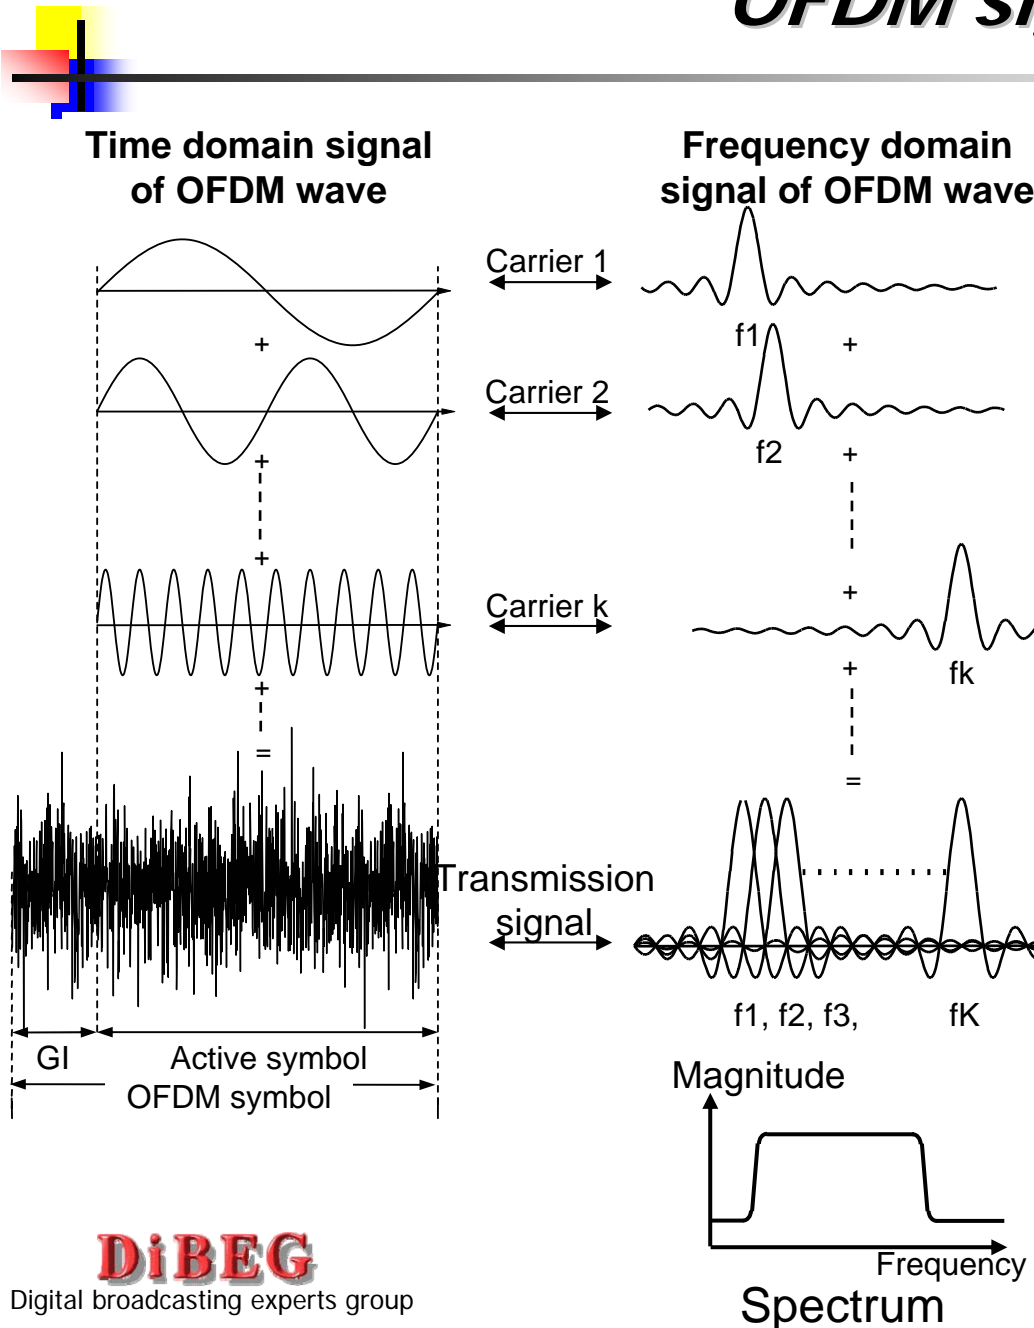 OFDM si
Time domain signal
of OFDM wave
Frequency domain
signal of OFDM wave
Carrier 1
f1
+
+
Carrier 2
f2
+
+
+
+
Carrier k
fk
+
+
=
=
Transmission
signal
f1, f2, f3,
fK
GI
Active symbol
OFDM symbol
Magnitude
Frequency
Spectrum
DiBEG
Digital broadcasting experts group